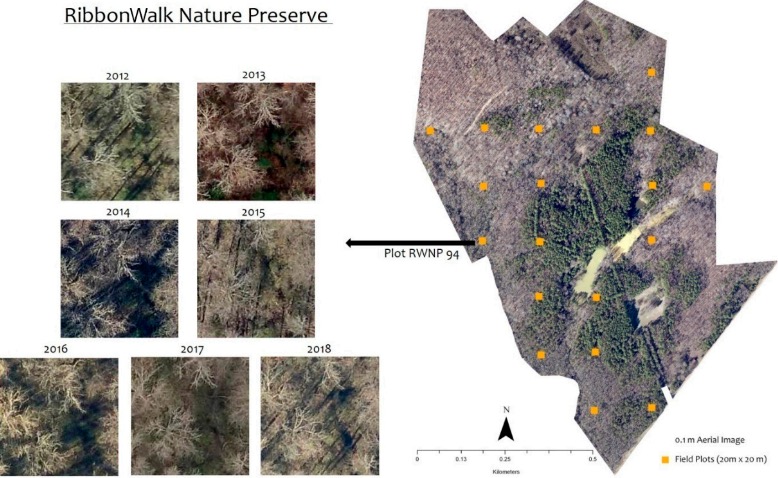 RibbonWalk Nature Preserve
2012
2013
2014
2015
2016
2017
2018
Plot RWNP 94
N
0
0.13
0.25
0.5
Kilometers
0.1 m Aerial Image
Field Plots (20m x 20 m)